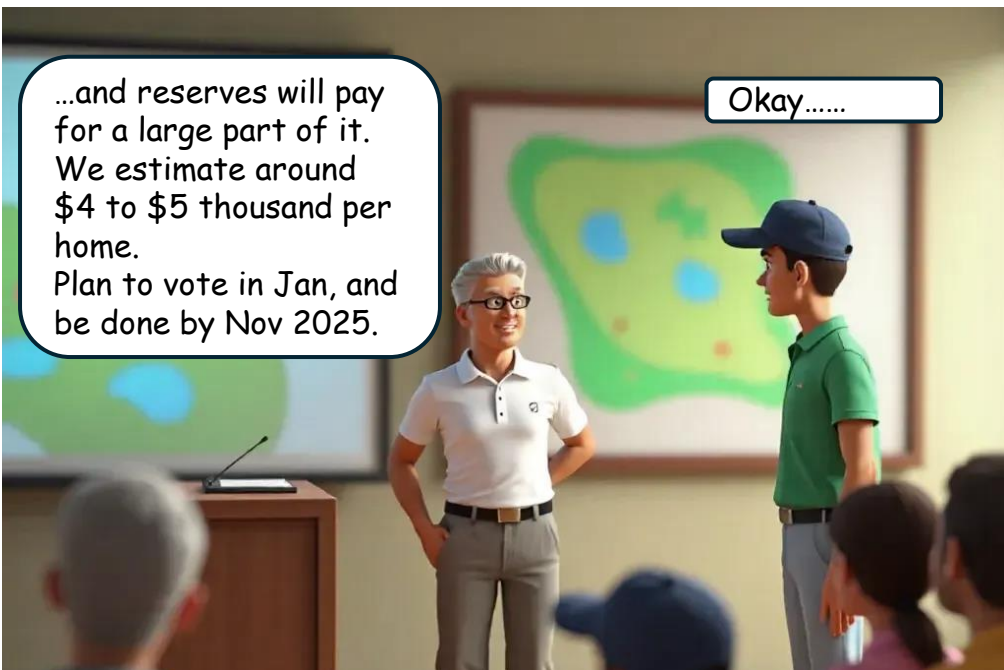 …and reserves will pay
for a large part of it.
We estimate around
$4 to $5 thousand per
home.
Plan to vote in Jan, and
be done by Nov 2025.
Okay……